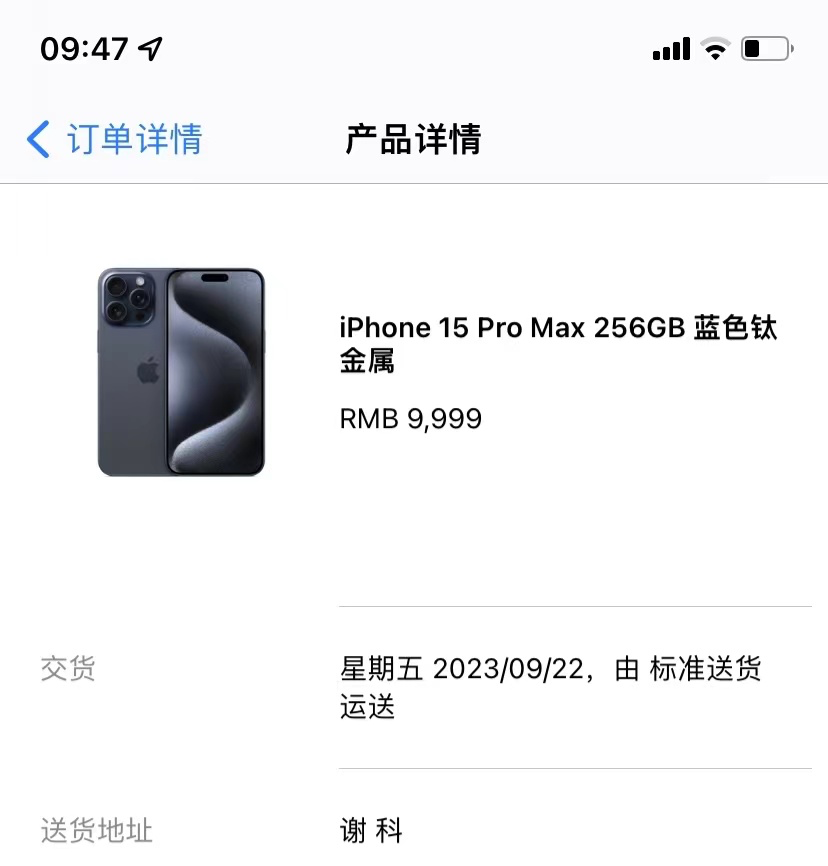 09:47
订单详情
产品详情
iPhone 15 Pro Max 256GB 蓝色钛
金属
RMB 9,999
交货
星期五 2023/09/22，由 标准送货
运送
送货地址
谢 科